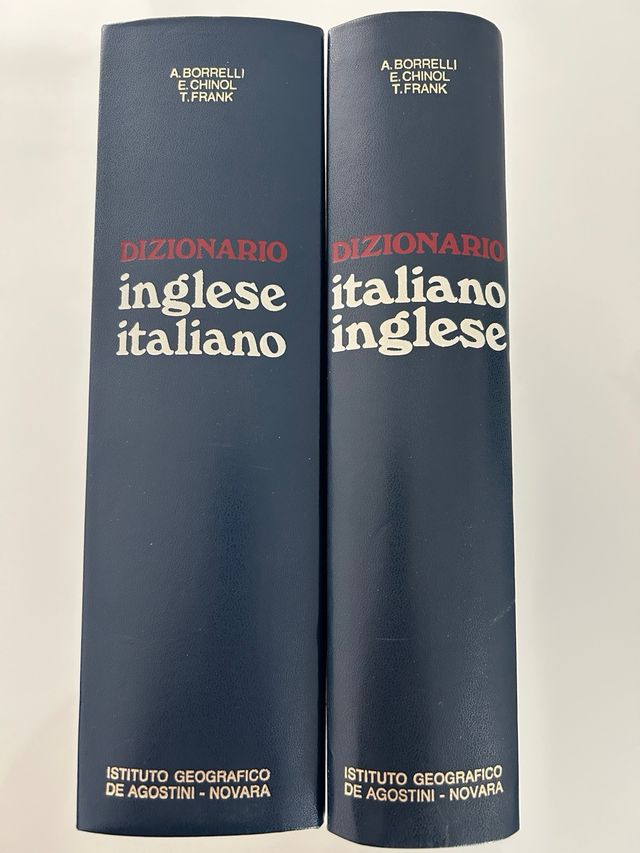 A.BORRELLI
E.CHINOL
T.FRANK
DIZIONARIO
inglese
italiano
ISTITUTO GEOGRAFICO
DE AGOSTINI - NOVARA
A.BORRELLI
E.CHINOL
T.FRANK
DIZIONARIO
italiano
inglese
ISTITUTO GEOGRAFICO
DE AGOSTINI - NOVARA